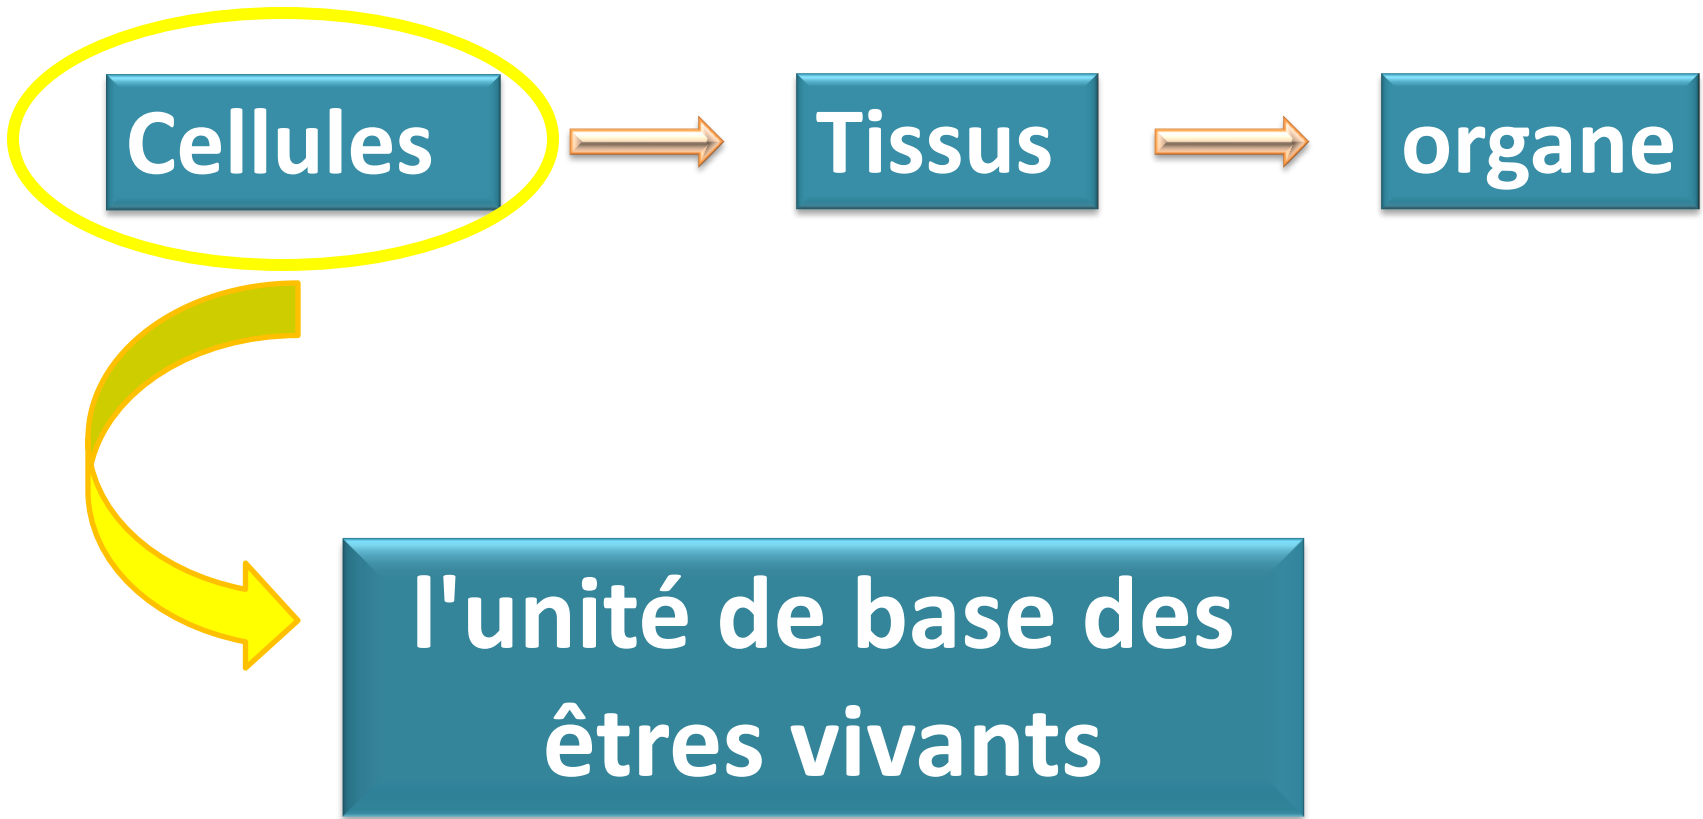 Cellules
Tissus
organe
l'unité de base des
êtres vivants